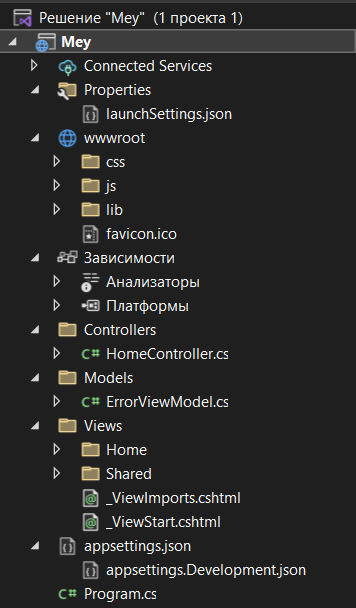 Решение "Mey" (1 проекта 1)
Mey
Connected Services
Properties
launchSettings.json
wwwroot
css
js
lib
favicon.ico
Зависимости
Анализаторы
Платформы
Controllers
C# HomeController.cs
Models
C# ErrorViewModel.cs
Views
Home
Shared
_ViewImports.cshtml
_ViewStart.cshtml
appsettings.json
appsettings.Development.json
C# Program.cs